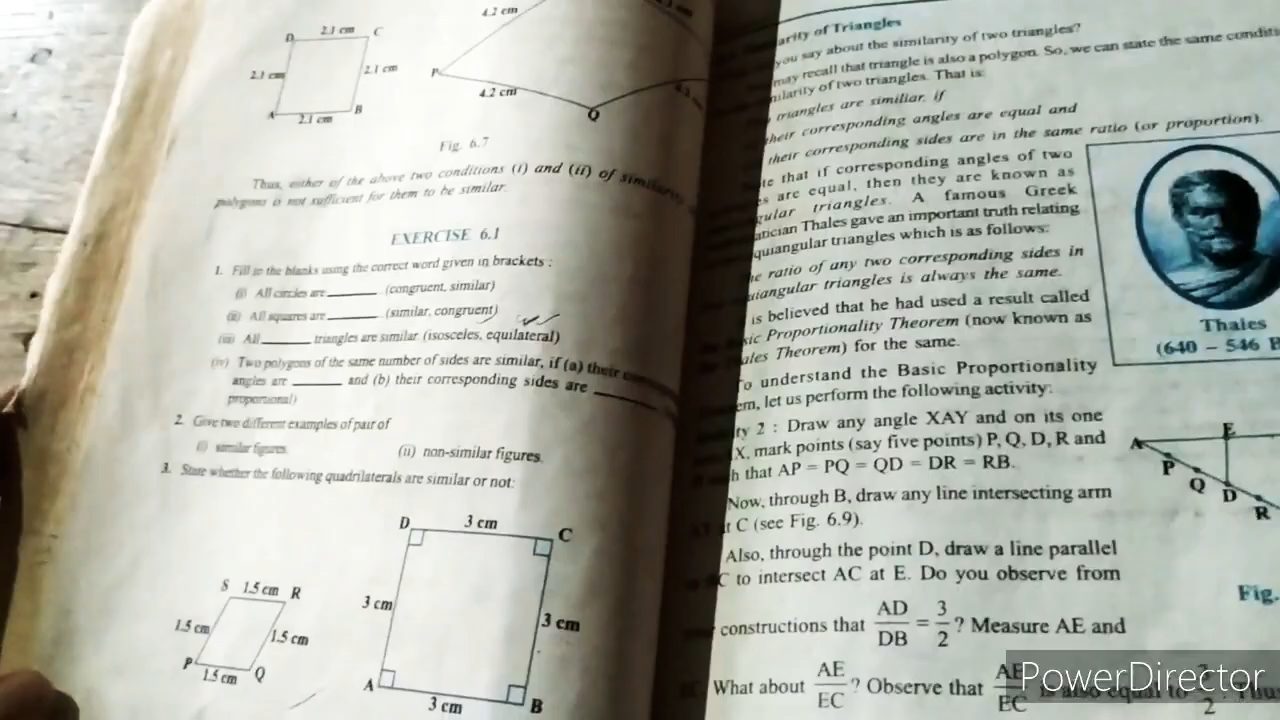 2.1 cm
D
C
2.1 cm
2.1 cm
A
B
2.1 cm
4.2 cm
P
4.2 cm
Q
Fig. 6.7
Thus, either of the above two conditions (i) and (ii) of similarity
polygons is not sufficient for them to be similar.
EXERCISE 6.1
1. Fill in the blanks using the correct word given in brackets :
(i) All circles are (congruent, similar)
(ii) All squares are (similar, congruent)
(iii) All triangles are similar (isosceles, equilateral)
(iv) Two polygons of the same number of sides are similar, if (a) their
angles are and (b) their corresponding sides are
proportional)
2. Give two different examples of pair of
(i) similar figures. (ii) non-similar figures.
3. State whether the following quadrilaterals are similar or not:
S 1.5 cm R
1.5 cm
1.5 cm
P
1.5 cm
Q
D 3 cm C
3 cm
3 cm
A
3 cm
B
arity of Triangles
you say about the similarity of two triangles?
may recall that triangle is also a polygon. So, we can state the same conditi
milarity of two triangles. That is:
triangles are similiar, if
their corresponding angles are equal and
their corresponding sides are in the same ratio (or proportion).
te that if corresponding angles of two
es are equal, then they are known as
gular triangles. A famous Greek
atician Thales gave an important truth relating
quiangular triangles which is as follows:
e ratio of any two corresponding sides in
uiangular triangles is always the same.
is believed that he had used a result called
sic Proportionality Theorem (now known as
ales Theorem) for the same.
Thales
(640 – 546 B
To understand the Basic Proportionality
em, let us perform the following activity:
ty 2 : Draw any angle XAY and on its one
X, mark points (say five points) P, Q, D, R and
h that AP = PQ = QD = DR = RB.
Now, through B, draw any line intersecting arm
at C (see Fig. 6.9).
Also, through the point D, draw a line parallel
C to intersect AC at E. Do you observe from
constructions that AD/DB = 3/2? Measure AE and
What about AE/EC? Observe that AE/EC is also equal to 3/2. Thus
A
E
P
Q
D
R
Fig.
PowerDirector